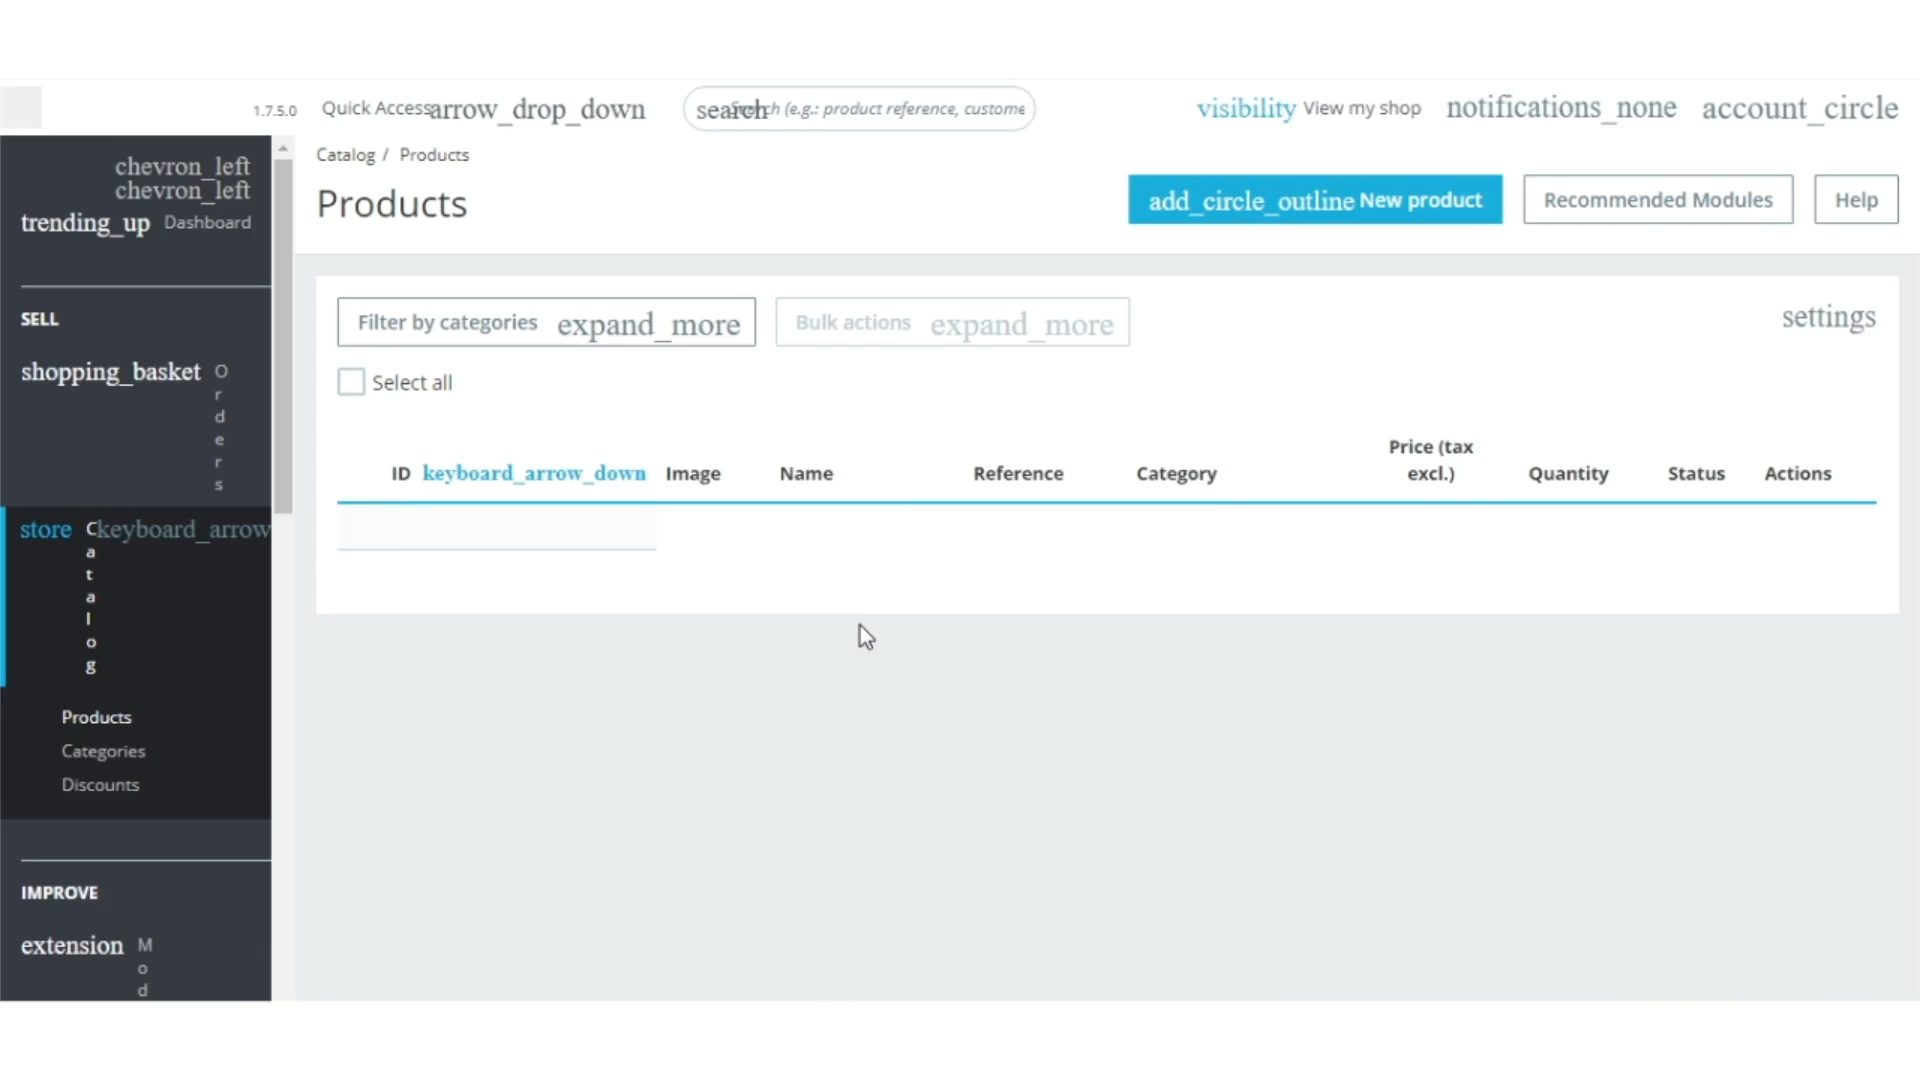 1.7.5.0 Quick Access arrow_drop_down search (e.g.: product reference, custome visibility View my shop notifications_none account_circle
chevron_left
chevron_left
trending_up Dashboard
SELL
shopping_basket Orders
store Catalog keyboard_arrow
Products
Categories
Discounts
IMPROVE
extension Mod
Catalog / Products
Products
add_circle_outline New product Recommended Modules Help
Filter by categories expand_more Bulk actions expand_more settings
Select all
ID keyboard_arrow_down Image Name Reference Category Price (tax excl.) Quantity Status Actions